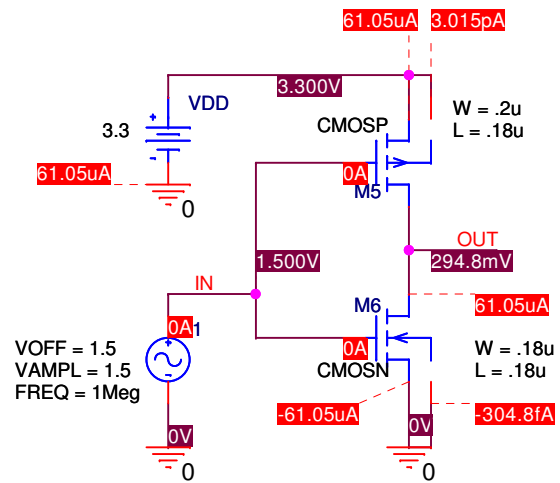 61.05uA
3.015pA
3.300V
VDD
+
3.3
-
61.05uA
0
CMOSP
W = .2u
L = .18u
0A
M5
OUT
294.8mV
1.500V
IN
M6
61.05uA
0A
1
+
-
VOFF = 1.5
VAMPL = 1.5
FREQ = 1Meg
0A
CMOSN
W = .18u
L = .18u
-61.05uA
0V
-304.8fA
0V
0
0